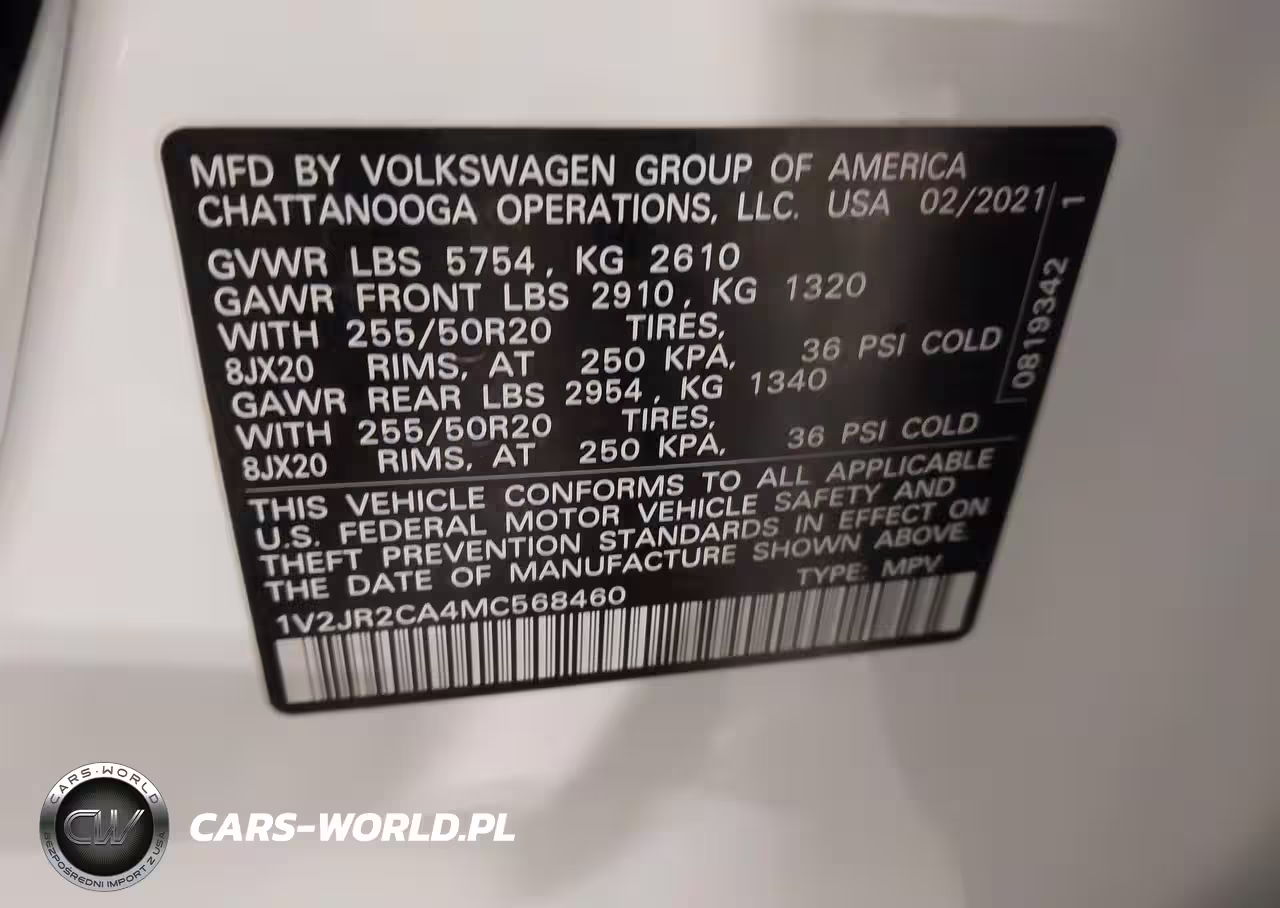 MFD BY VOLKSWAGEN GROUP OF AMERICA
CHATTANOOGA OPERATIONS, LLC. USA 02/2021
GVWR LBS 5754, KG 2610
GAWR FRONT LBS 2910, KG 1320
WITH 255/50R20 TIRES,
8JX20 RIMS, AT 250 KPA, 36 PSI COLD
GAWR REAR LBS 2954, KG 1340
WITH 255/50R20 TIRES,
8JX20 RIMS, AT 250 KPA, 36 PSI COLD
0819342 1
THIS VEHICLE CONFORMS TO ALL APPLICABLE
U.S. FEDERAL MOTOR VEHICLE SAFETY AND
THEFT PREVENTION STANDARDS IN EFFECT ON
THE DATE OF MANUFACTURE SHOWN ABOVE.
1V2JR2CA4MC568460 TYPE: MPV
CARS-WORLD
CW
BEZPOŚREDNI IMPORT Z USA
CARS-WORLD.PL